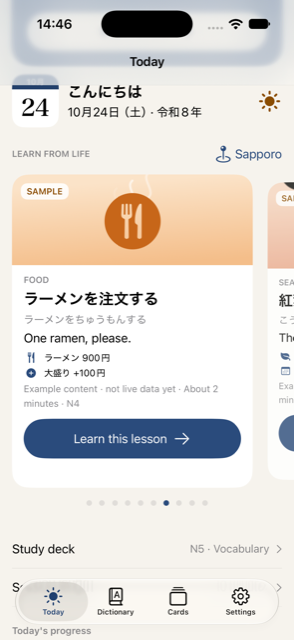 14:46
Today
24
こんにちは
10月24日（土）· 令和8年
LEARN FROM LIFE
Sapporo
SAMPLE
FOOD
ラーメンを注文する
ラーメンをちゅうもんする
One ramen, please.
ラーメン 900円
大盛り +100円
Example content · not live data yet · About 2
minutes · N4
Learn this lesson →
紅
Study deck
N5 · Vocabulary
Today
Dictionary
Cards
Settings
Today's progress